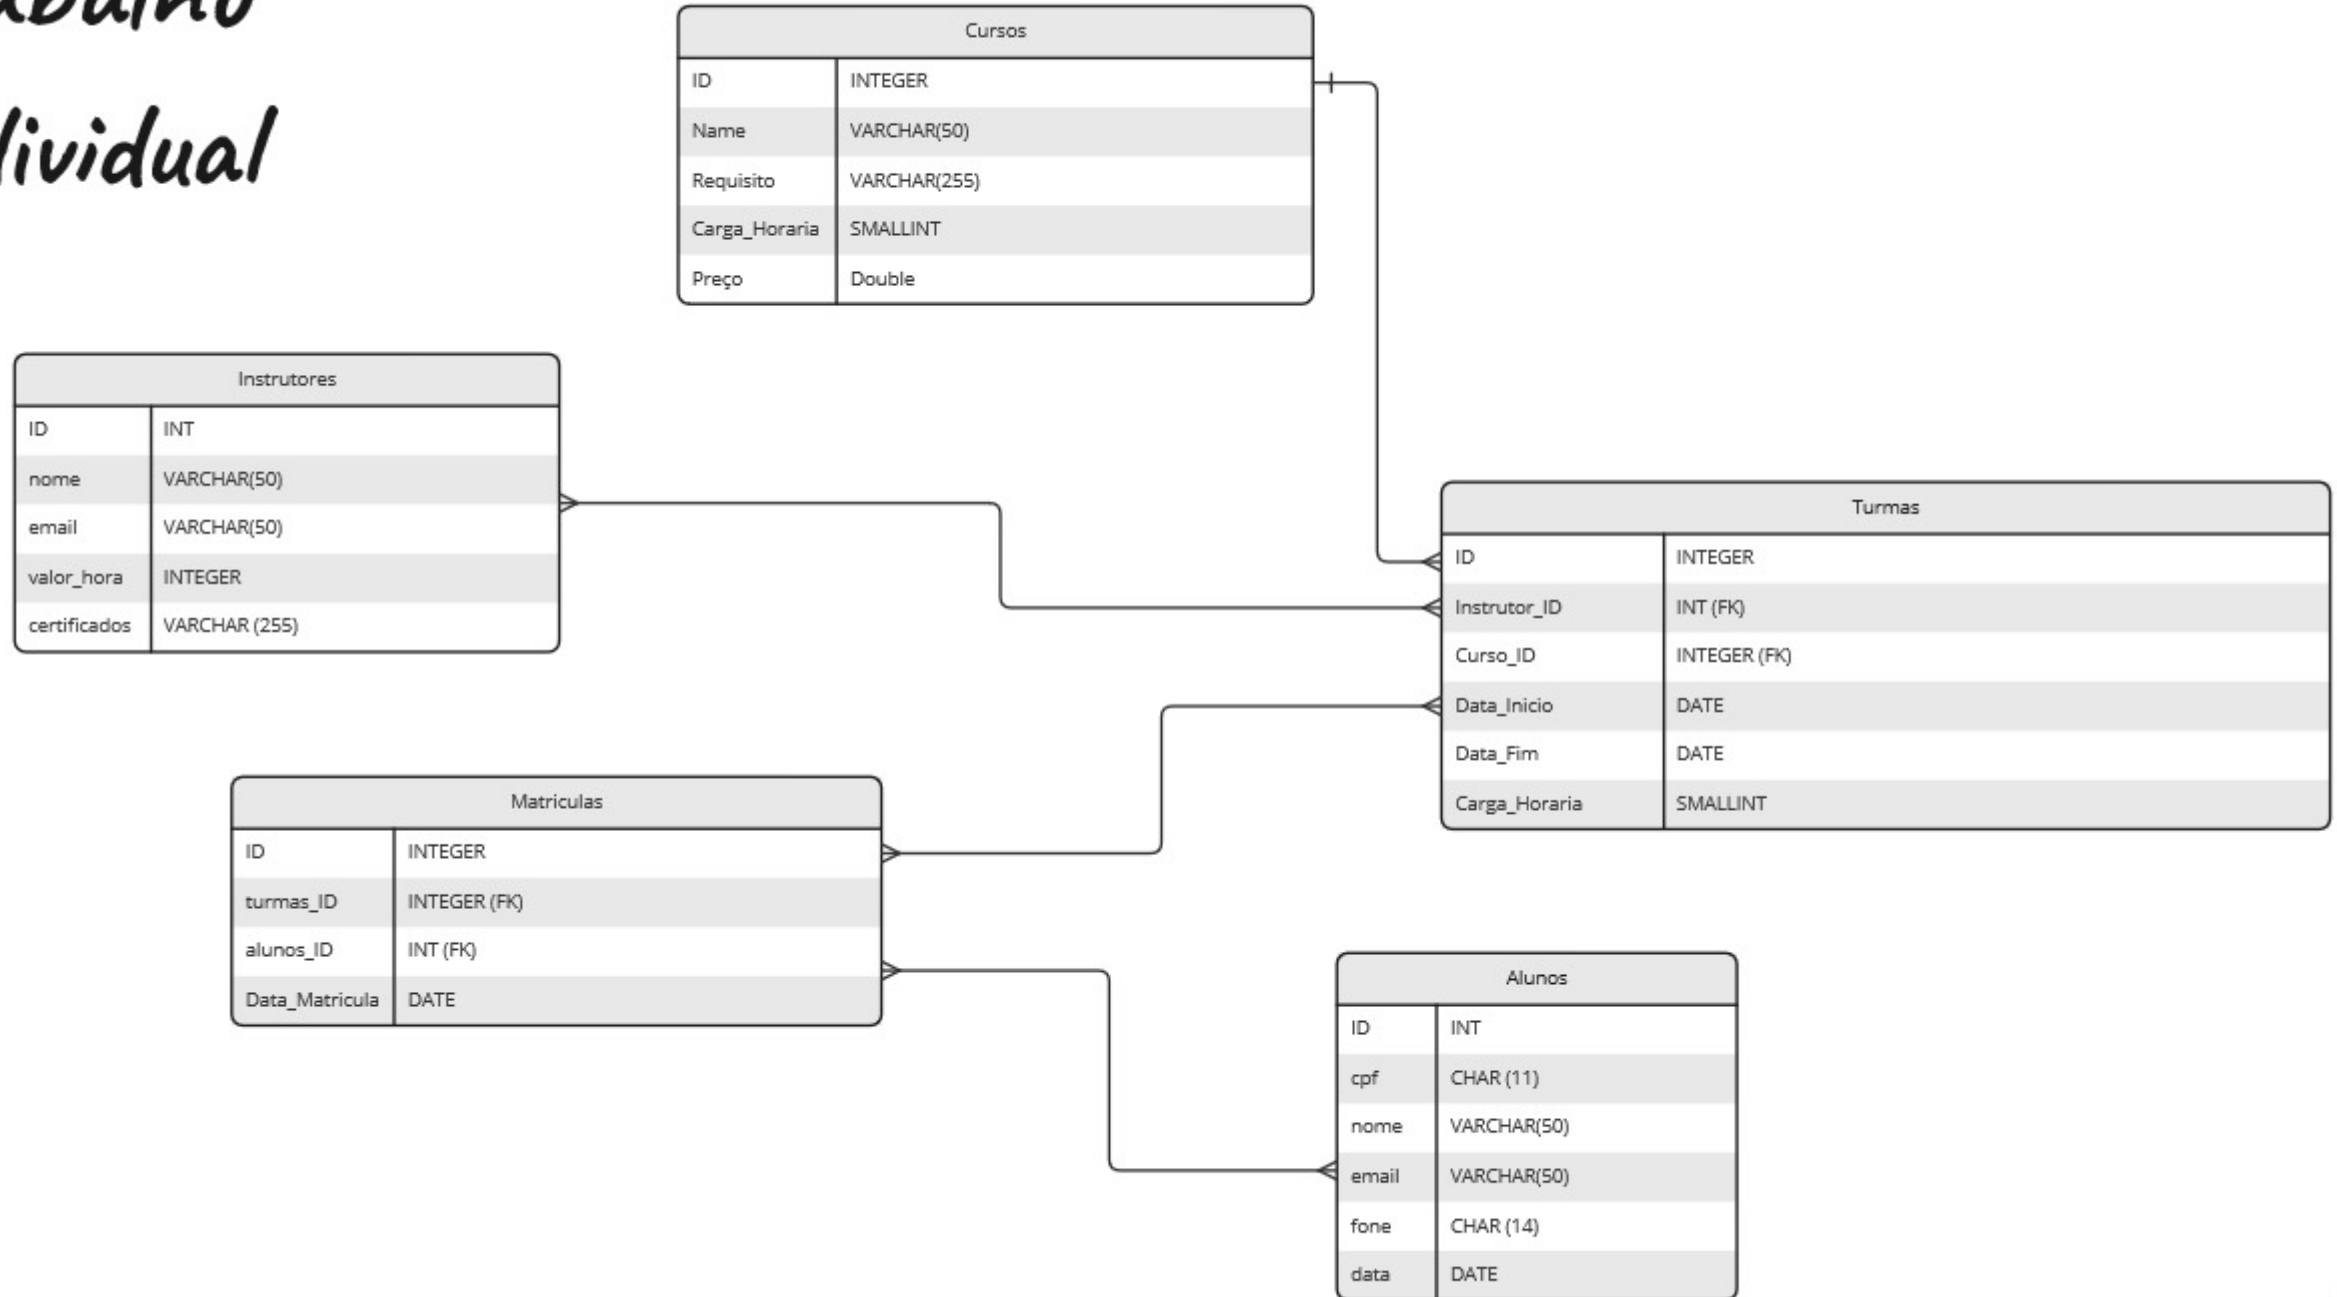 dividual
Cursos
ID INTEGER
Name VARCHAR(50)
Requisito VARCHAR(255)
Carga_Horaria SMALLINT
Preço Double
Instrutores
ID INT
nome VARCHAR(50)
email VARCHAR(50)
valor_hora INTEGER
certificados VARCHAR (255)
Turmas
ID INTEGER
Instrutor_ID INT (FK)
Curso_ID INTEGER (FK)
Data_Inicio DATE
Data_Fim DATE
Carga_Horaria SMALLINT
Matriculas
ID INTEGER
turmas_ID INTEGER (FK)
alunos_ID INT (FK)
Data_Matricula DATE
Alunos
ID INT
cpf CHAR (11)
nome VARCHAR(50)
email VARCHAR(50)
fone CHAR (14)
data DATE